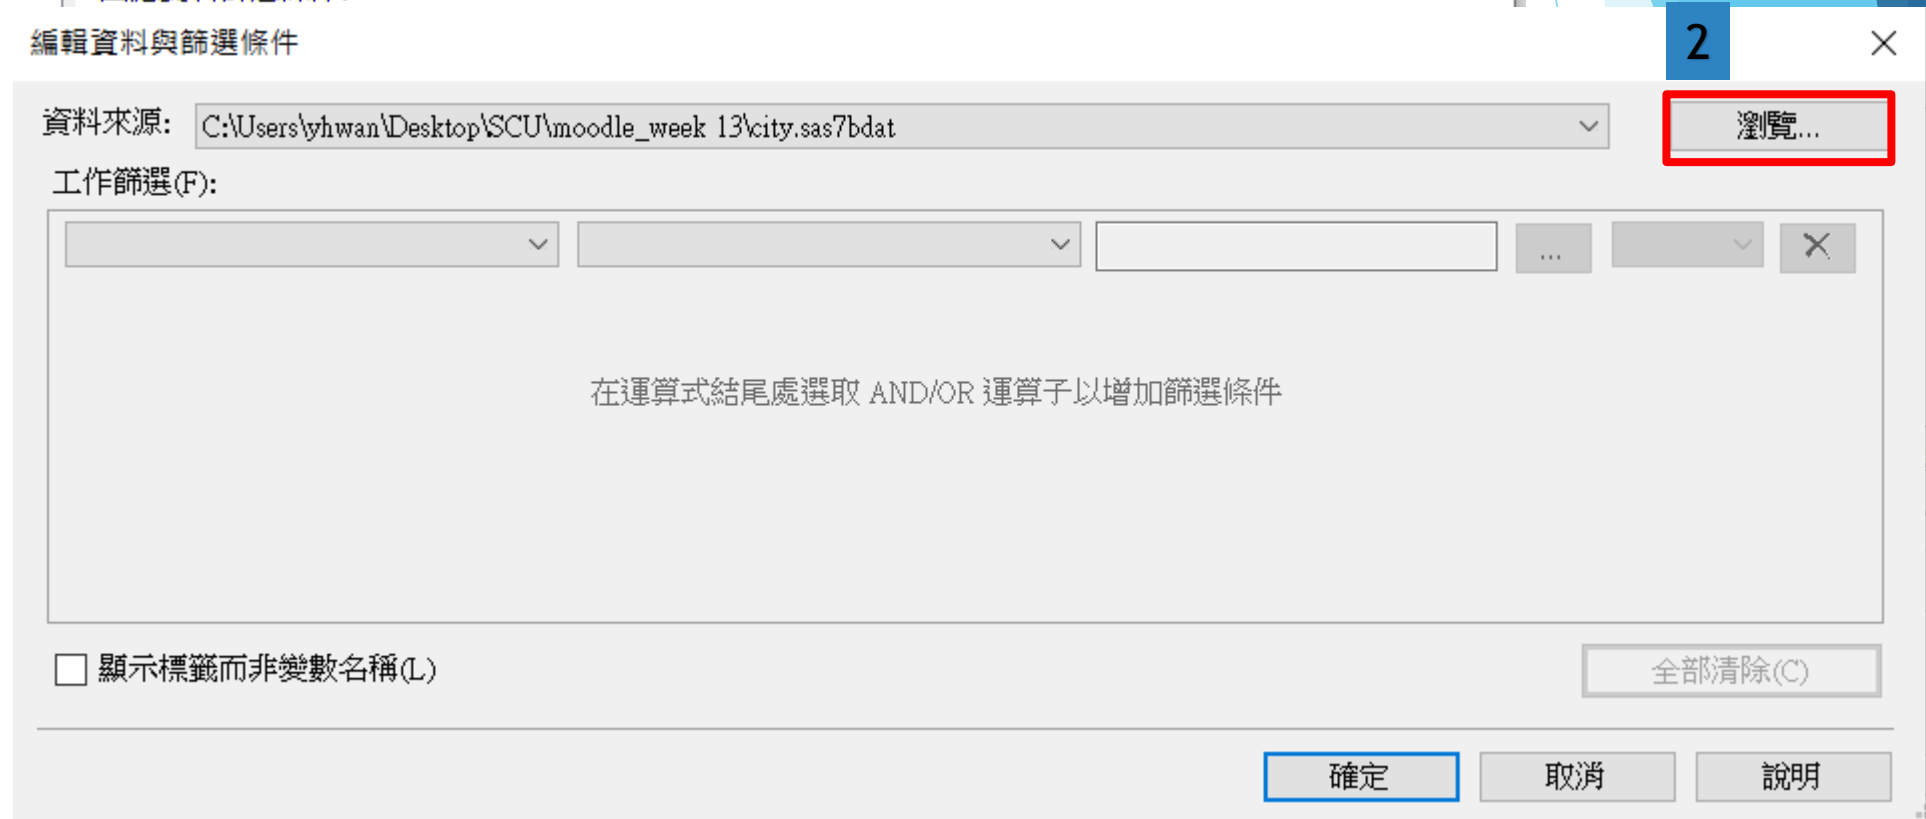 2
編輯資料與篩選條件
資料來源: C:\Users\yhwan\Desktop\SCU\moodle_week 13\city.sas7bdat 瀏覽...
工作篩選(F):
...
在運算式結尾處選取 AND/OR 運算子以增加篩選條件
顯示標籤而非變數名稱(L) 全部清除(C)
確定 取消 說明